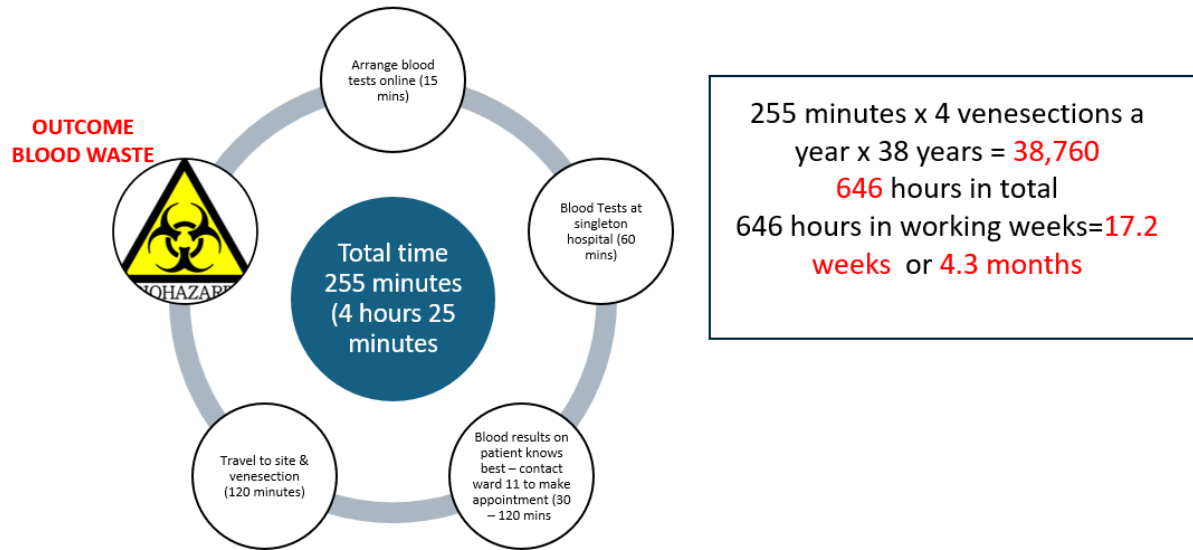 Arrange blood
tests online (15
mins)
OUTCOME
BLOOD WASTE
BIOHAZARD
Blood Tests at
singleton
hospital (60
mins)
Total time
255 minutes
(4 hours 25
minutes
Travel to site &
venesection
(120 minutes)
Blood results on
patient knows
best – contact
ward 11 to make
appointment (30
– 120 mins
255 minutes x 4 venesections a
year x 38 years = 38,760
646 hours in total
646 hours in working weeks=17.2
weeks or 4.3 months